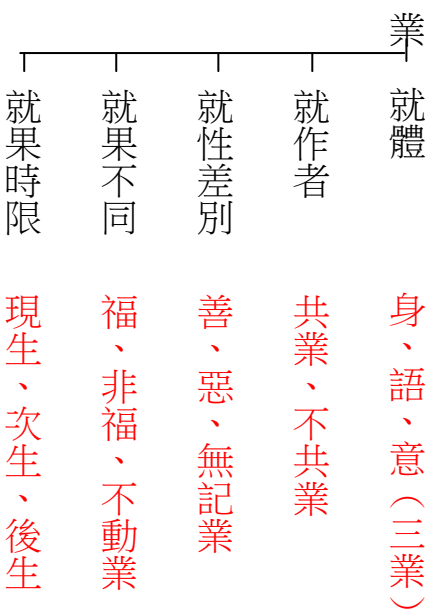 業
就體　身、語、意（三業）
就作者　共業、不共業
就性差別　善、惡、無記業
就果不同　福、非福、不動業
就果時限　現生、次生、後生